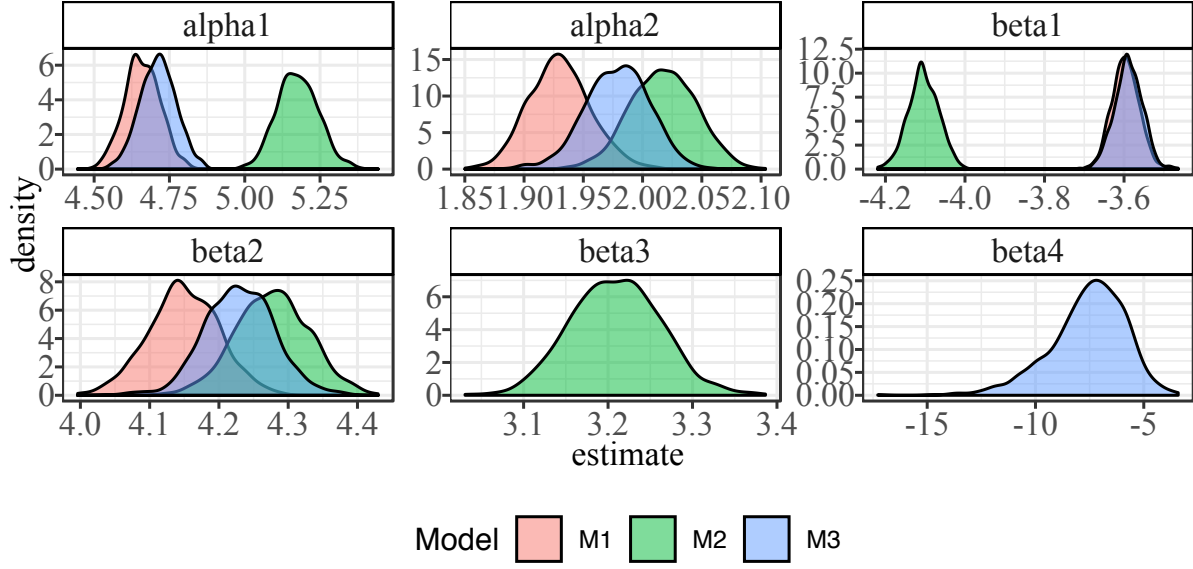 alpha1
alpha2
beta1
6
4
2
0
15
10
5
0
12.5
10.0
7.5
5.0
2.5
0.0
4.50 4.75 5.00 5.25
1.85 1.90 1.95 2.00 2.05 2.10
-4.2 -4.0 -3.8 -3.6
density
beta2
beta3
beta4
8
6
4
2
0
6
4
2
0
0.25
0.20
0.15
0.10
0.05
0.00
4.0 4.1 4.2 4.3 4.4
3.1 3.2 3.3 3.4
-15 -10 -5
estimate
Model M1 M2 M3